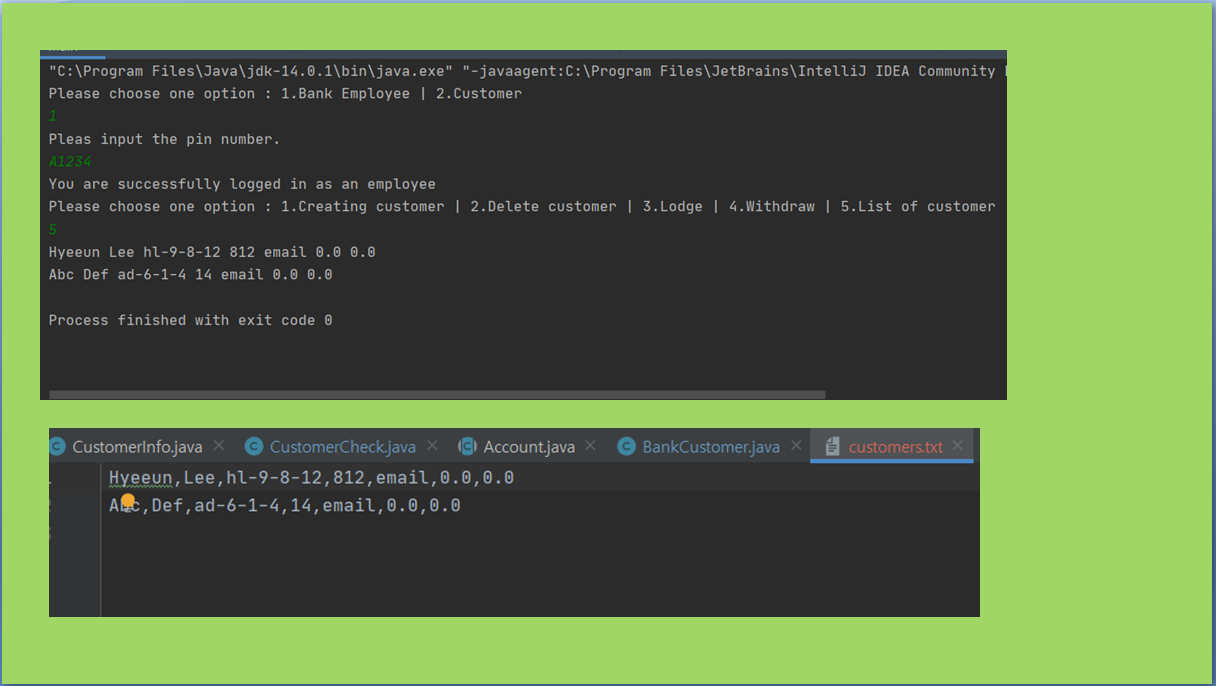 "C:\Program Files\Java\jdk-14.0.1\bin\java.exe" "-javaagent:C:\Program Files\JetBrains\IntelliJ IDEA Community
Please choose one option : 1.Bank Employee | 2.Customer
1
Pleas input the pin number.
A1234
You are successfully logged in as an employee
Please choose one option : 1.Creating customer | 2.Delete customer | 3.Lodge | 4.Withdraw | 5.List of customer
5
Hyeeun Lee hl-9-8-12 812 email 0.0 0.0
Abc Def ad-6-1-4 14 email 0.0 0.0
Process finished with exit code 0
CustomerInfo.java CustomerCheck.java Account.java BankCustomer.java customers.txt
Hyeeun,Lee,hl-9-8-12,812,email,0.0,0.0
Abc,Def,ad-6-1-4,14,email,0.0,0.0